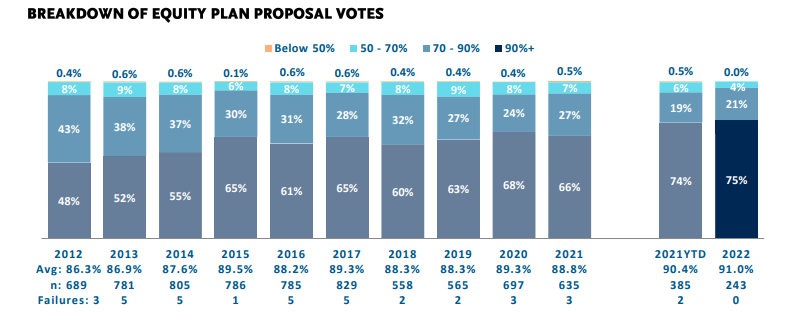 BREAKDOWN OF EQUITY PLAN PROPOSAL VOTES
Below 50% 50 - 70% 70 - 90% 90%+
0.4% 0.6% 0.6% 0.1% 0.6% 0.6% 0.4% 0.4% 0.4% 0.5% 0.5% 0.0%
8% 9% 8% 6% 8% 7% 8% 9% 8% 7% 6% 4%
43% 38% 37% 30% 31% 28% 32% 27% 24% 27% 19% 21%
48% 52% 55% 65% 61% 65% 60% 63% 68% 66% 74% 75%
2012 2013 2014 2015 2016 2017 2018 2019 2020 2021 2021YTD 2022
Avg: 86.3% 86.9% 87.6% 89.5% 88.2% 89.3% 88.3% 88.3% 89.3% 88.8% 90.4% 91.0%
n: 689 781 805 786 785 829 558 565 697 635 385 243
Failures: 3 5 5 1 5 5 2 2 3 3 2 0